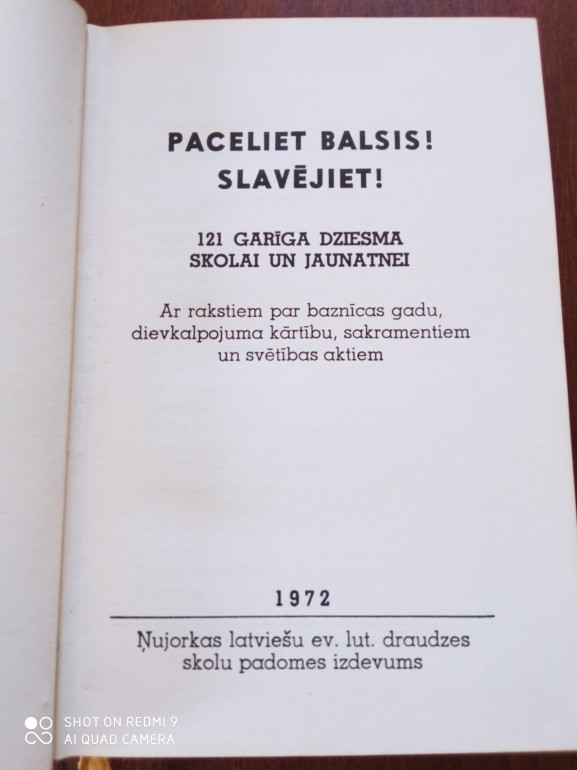 PACELIET BALSIS!
SLAVĒJIET!
121 GARĪGA DZIESMA
SKOLAI UN JAUNATNEI
Ar rakstiem par baznīcas gadu,
dievkalpojuma kārtību, sakramentiem
un svētības aktiem
1972
Ņujorkas latviešu ev. lut. draudzes
skolu padomes izdevums
SHOT ON REDMI 9
AI QUAD CAMERA